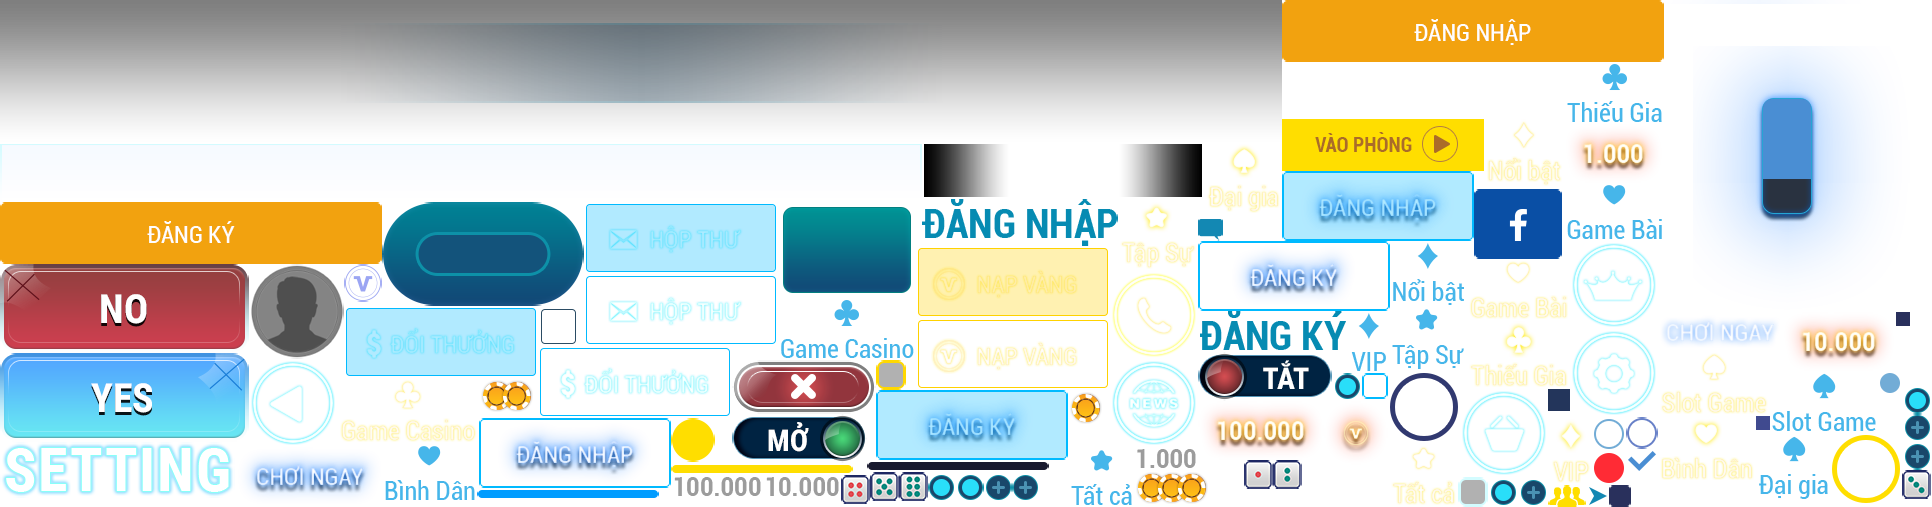 ĐĂNG NHẬP
Thiếu Gia
VÀO PHÒNG
1.000
Nổi bật
Đại gia
ĐĂNG NHẬP
ĐĂNG KÝ
HỘP THƯ
ĐĂNG NHẬP
f
Game Bài
Tập Sự
NO
V
HỘP THƯ
NẠP VÀNG
ĐĂNG KÝ
Nổi bật
Game Bài
$ ĐỔI THƯỞNG
Game Casino
NẠP VÀNG
ĐĂNG KÝ
VIP
Tập Sự
CHƠI NGAY
10.000
YES
$ ĐỔI THƯỞNG
TẮT
Thiếu Gia
NEWS
Slot Game
Game Casino
ĐĂNG NHẬP
MỞ
ĐĂNG KÝ
100.000
V
Slot Game
SETTING
CHƠI NGAY
Bình Dân
100.000
10.000
1.000
Tất cả
Tất cả
VIP
Bình Dân
Đại gia